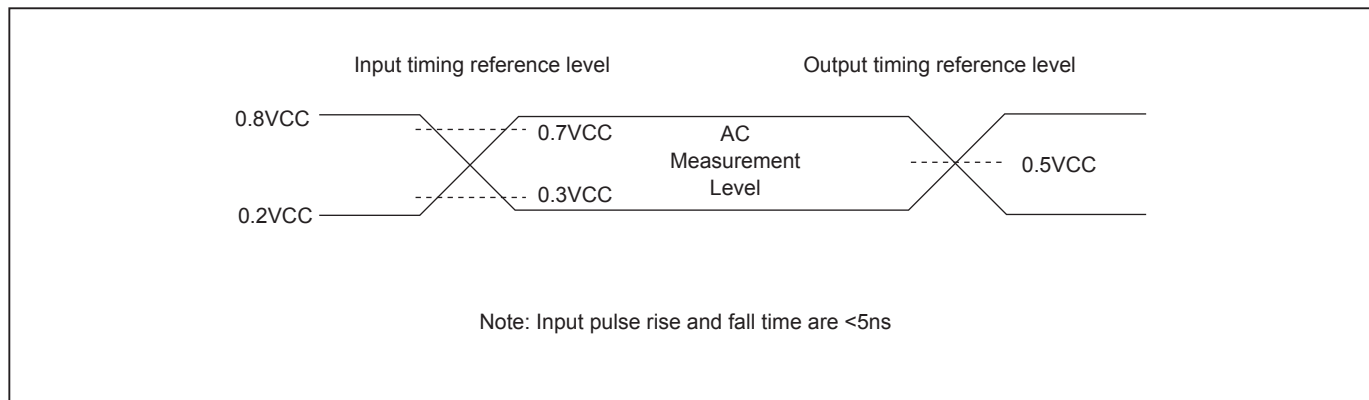 Input timing reference level
Output timing reference level
0.8VCC
0.7VCC
AC
Measurement
Level
0.5VCC
0.3VCC
0.2VCC
Note: Input pulse rise and fall time are <5ns